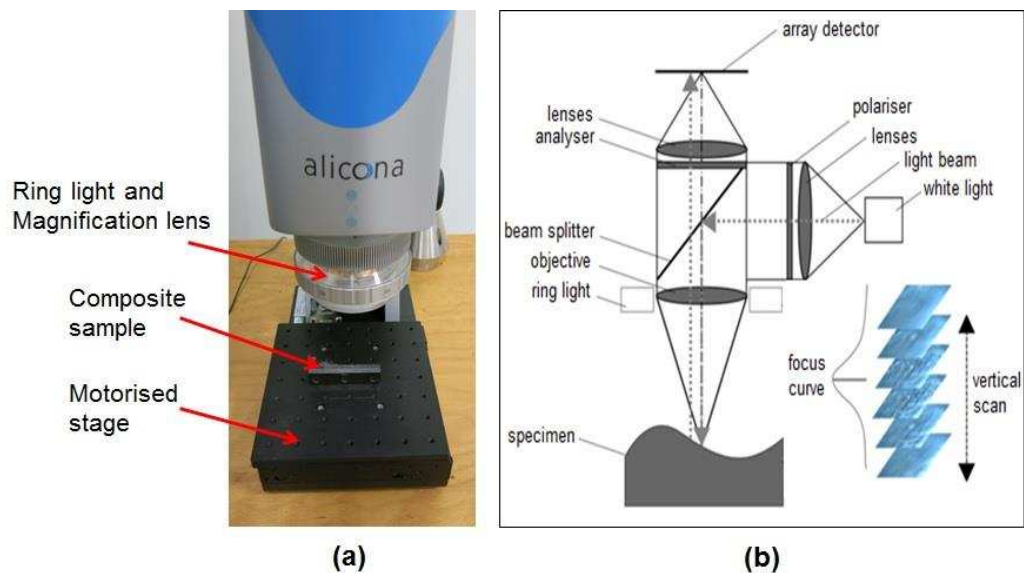 alicona
Ring light and
Magnification lens
Composite
sample
Motorised
stage
(a)
array detector
lenses
analyser
polariser
lenses
light beam
white light
beam splitter
objective
ring light
focus
curve
vertical
scan
specimen
(b)